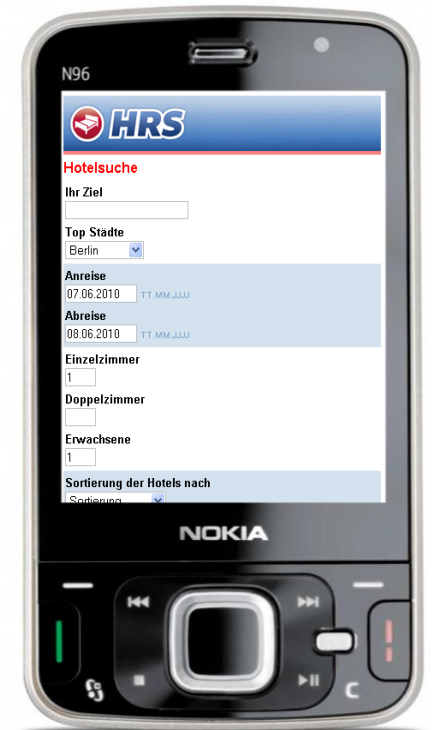 N96
HRS
Hotelsuche
Ihr Ziel
Top Städte
Berlin
Anreise
07.06.2010 TT.MM.JJJJ
Abreise
08.06.2010 TT.MM.JJJJ
Einzelzimmer
1
Doppelzimmer
Erwachsene
1
Sortierung der Hotels nach
Sortierung
NOKIA
C